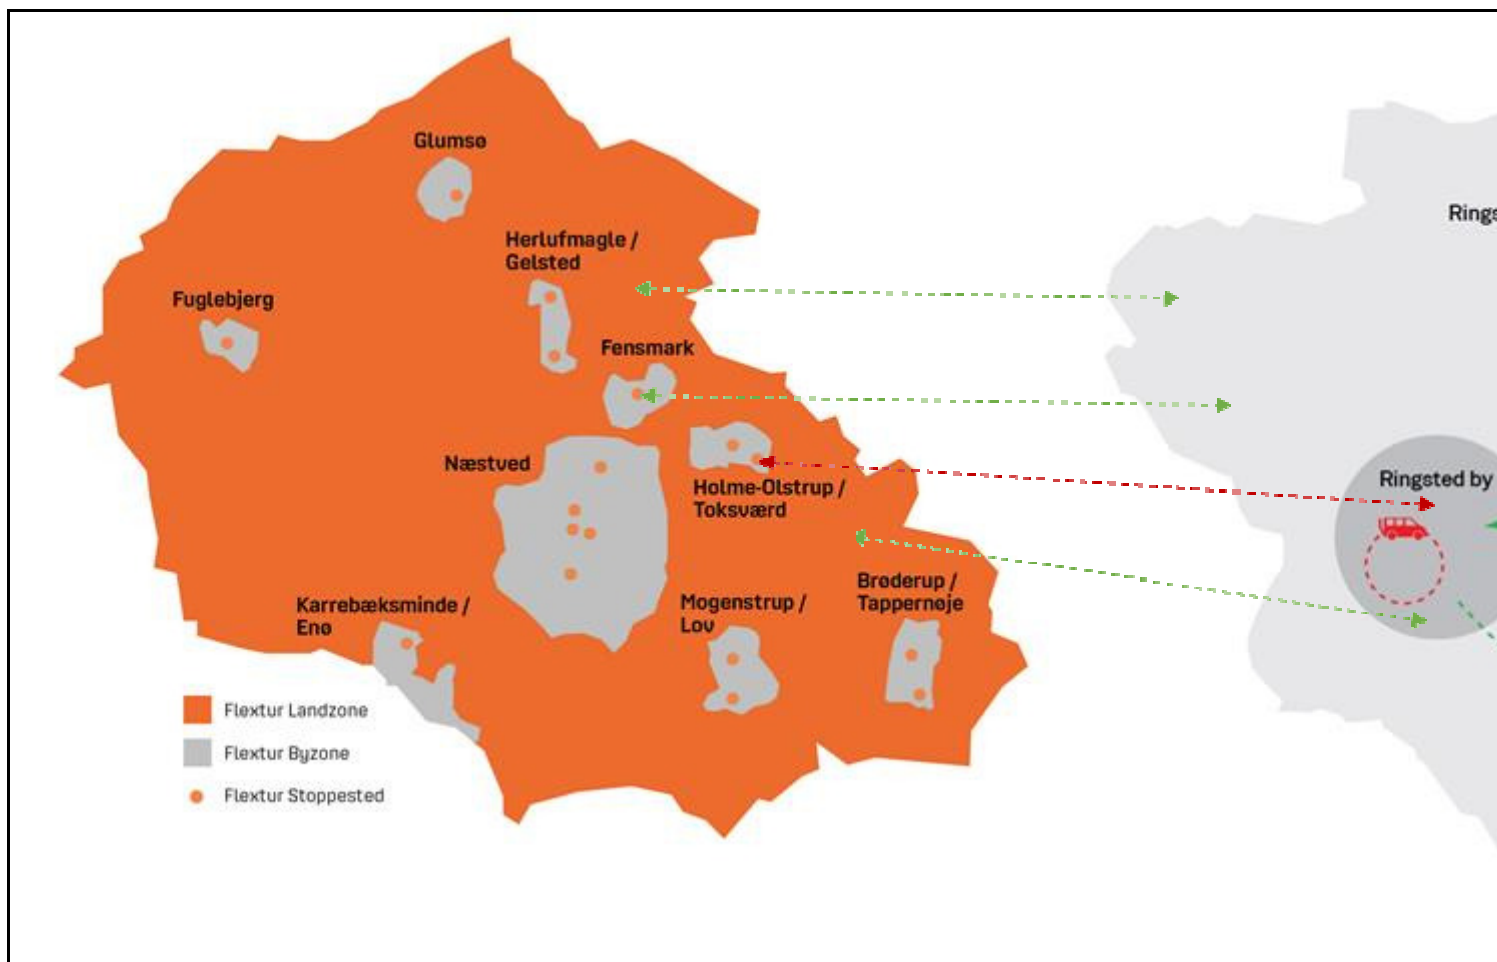 Glumsø
Herlufmagle /
Gelsted
Fuglebjerg
Fensmark
Næstved
Holme-Olstrup /
Toksværd
Brøderup /
Tappernøje
Mogenstrup /
Lov
Karrebæksminde /
Enø
Flextur Landzone
Flextur Byzone
Flextur Stoppested
Rings
Ringsted by